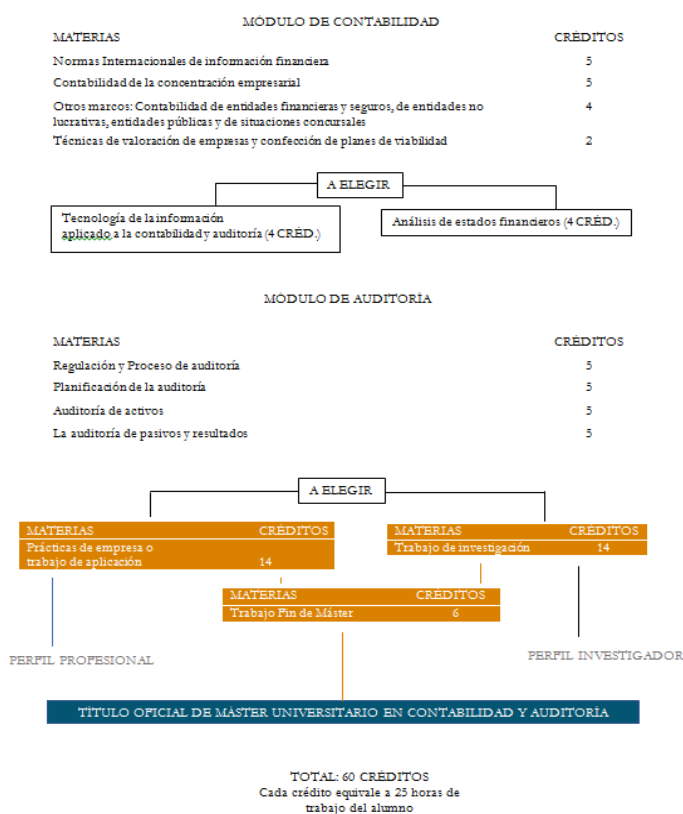 MÓDULO DE CONTABILIDAD
MATERIAS CRÉDITOS
Normas Internacionales de información financiera 5
Contabilidad de la concentración empresarial 5
Otros marcos: Contabilidad de entidades financieras y seguros, de entidades no 4
lucrativas, entidades públicas y de situaciones concursales
Técnicas de valoración de empresas y confección de planes de viabilidad 2
A ELEGIR
Tecnología de la información
aplicado a la contabilidad y auditoría (4 CRÉD.)
Análisis de estados financieros (4 CRÉD.)
MÓDULO DE AUDITORÍA
MATERIAS CRÉDITOS
Regulación y Proceso de auditoría 5
Planificación de la auditoría 5
Auditoría de activos 5
La auditoría de pasivos y resultados 5
A ELEGIR
MATERIAS CRÉDITOS
Prácticas de empresa o
trabajo de aplicación 14
MATERIAS CRÉDITOS
Trabajo de investigación 14
MATERIAS CRÉDITOS
Trabajo Fin de Máster 6
PERFIL PROFESIONAL
PERFIL INVESTIGADOR
TÍTULO OFICIAL DE MÁSTER UNIVERSITARIO EN CONTABILIDAD Y AUDITORÍA
TOTAL: 60 CRÉDITOS
Cada crédito equivale a 25 horas de
trabajo del alumno